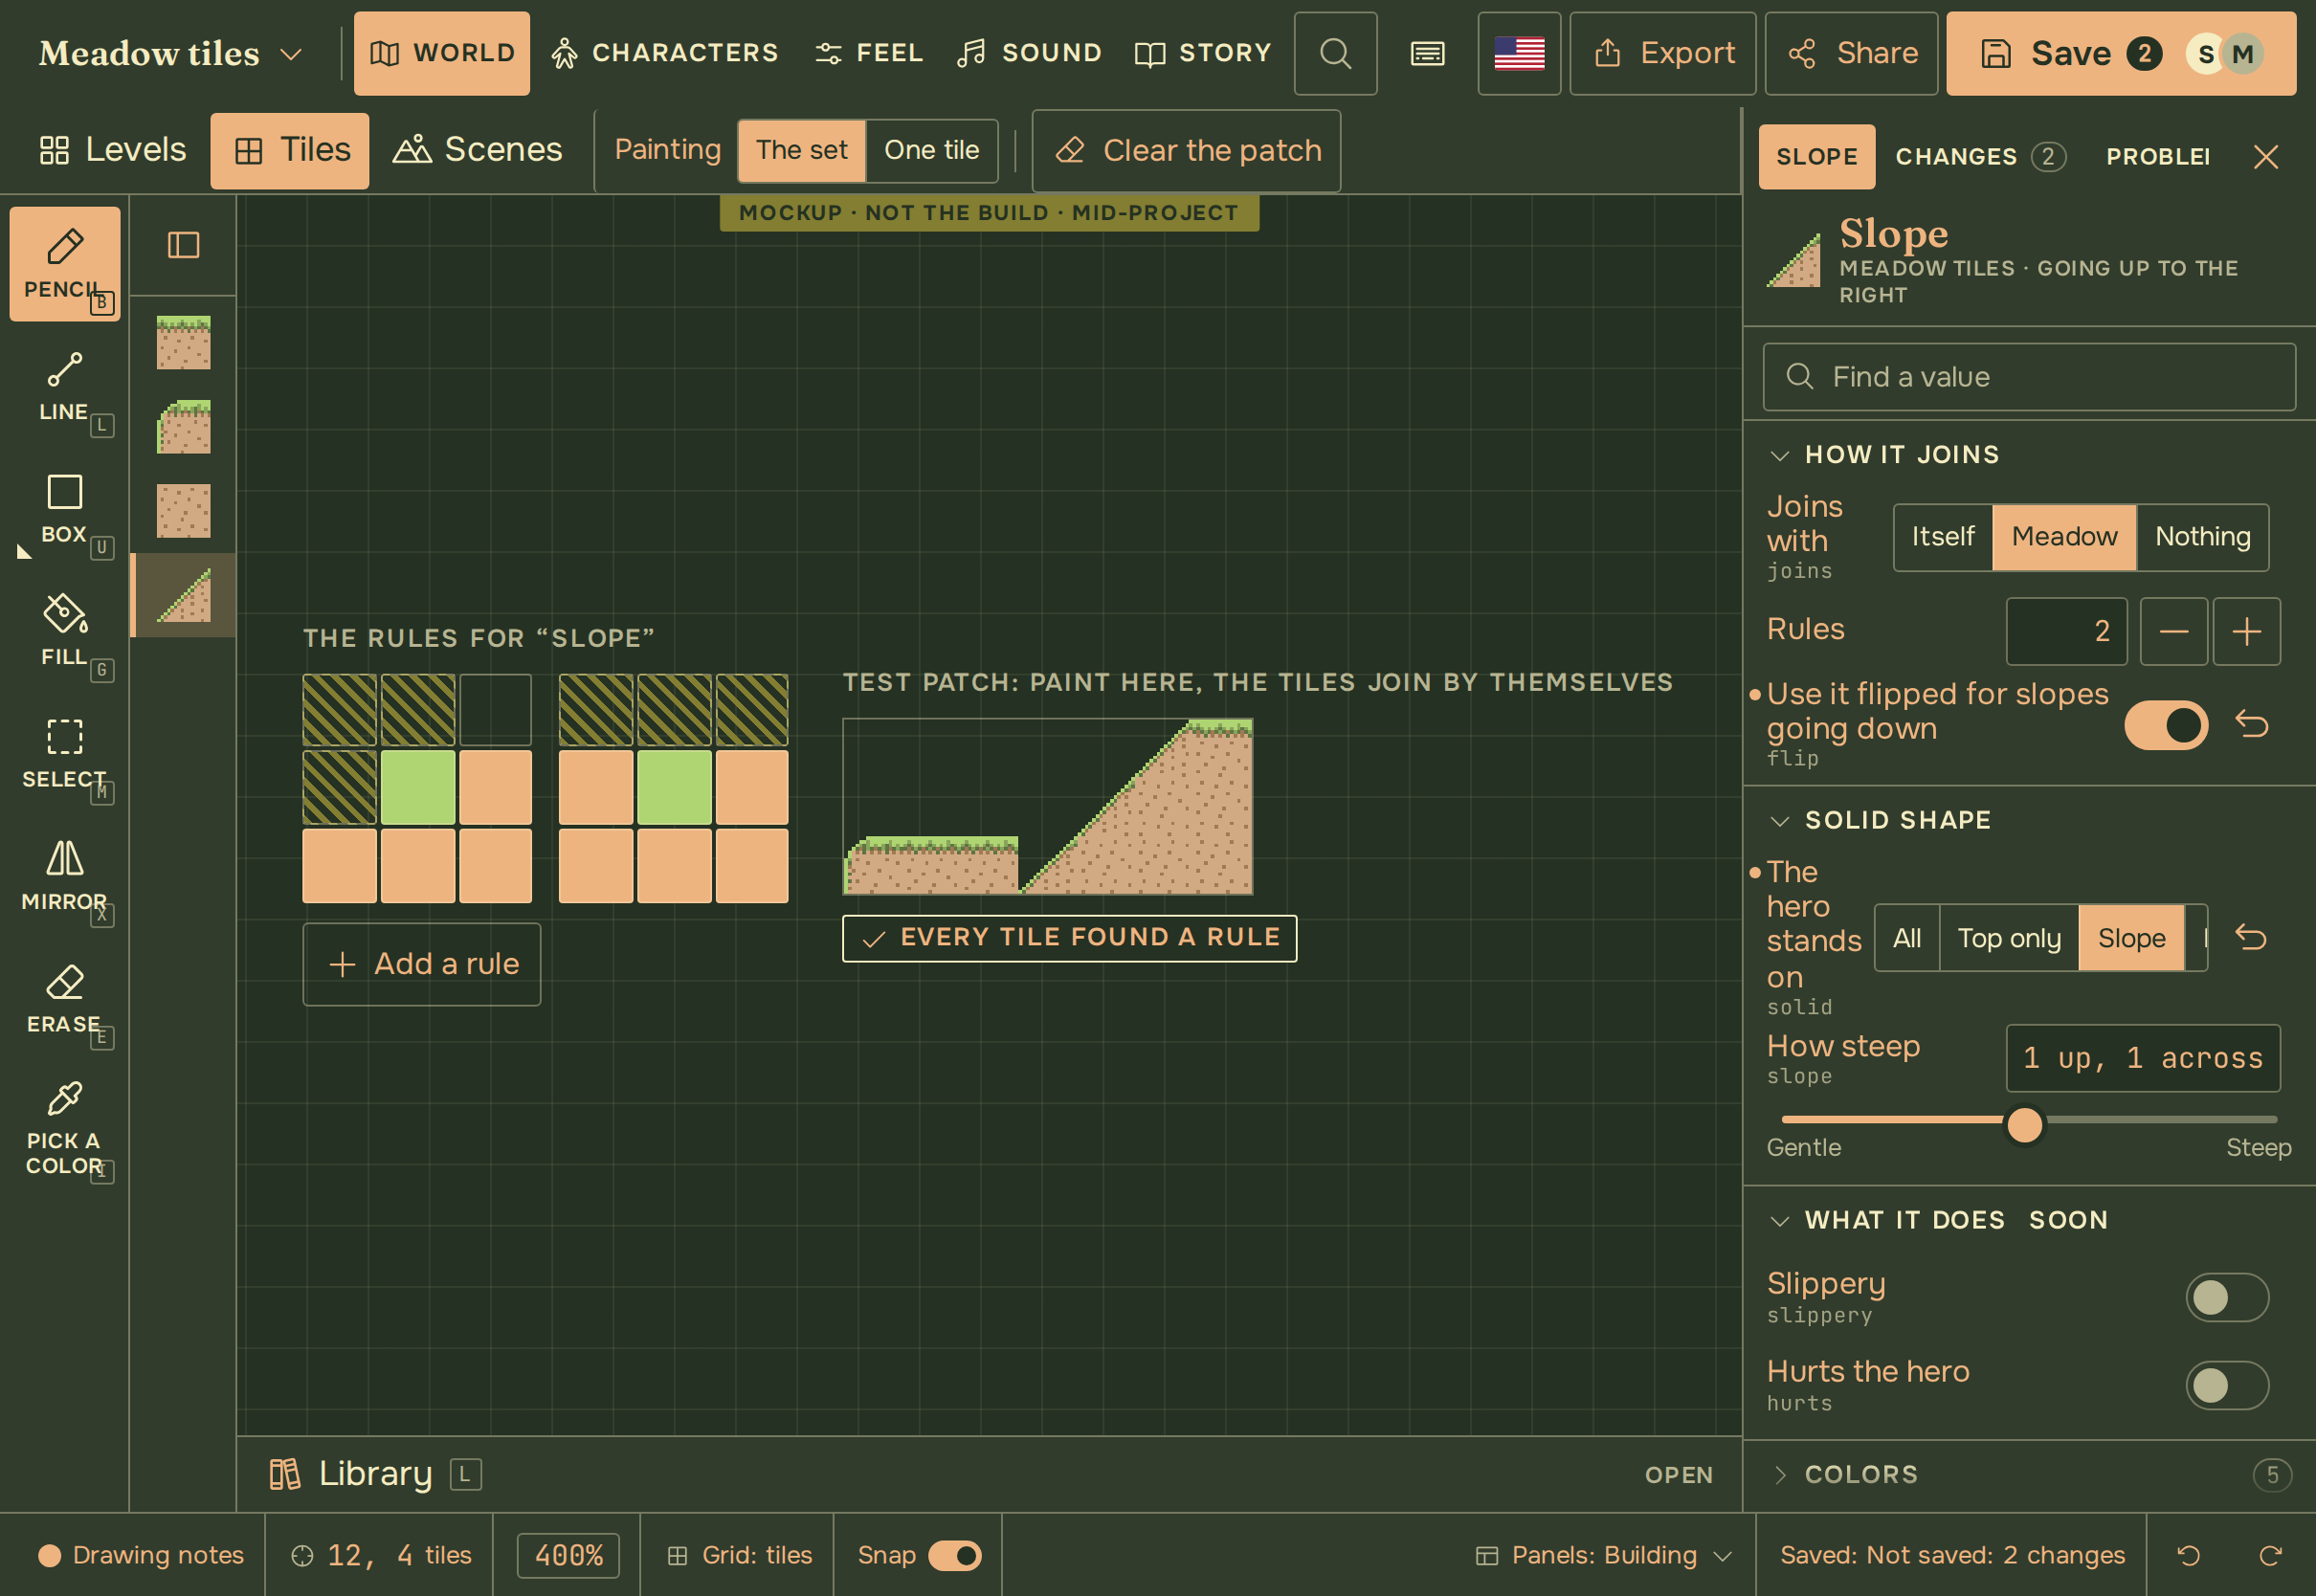 Meadow tiles
WORLD
CHARACTERS
FEEL
SOUND
STORY
Export
Share
Save 2
S M
Levels
Tiles
Scenes
Painting
The set
One tile
Clear the patch
SLOPE
CHANGES 2
MOCKUP · NOT THE BUILD · MID-PROJECT
PENCIL
B
LINE
L
BOX
U
FILL
G
SELECT
M
MIRROR
X
ERASE
E
PICK A
COLOR
I
THE RULES FOR “SLOPE”
Add a rule
TEST PATCH: PAINT HERE, THE TILES JOIN BY THEMSELVES
EVERY TILE FOUND A RULE
Slope
MEADOW TILES · GOING UP TO THE
RIGHT
Find a value
HOW IT JOINS
Joins
with
joins
Itself
Meadow
Nothing
Rules
2
Use it flipped for slopes
going down
flip
SOLID SHAPE
The
hero
stands
on
solid
All
Top only
Slope
How steep
slope
1 up, 1 across
Gentle
Steep
WHAT IT DOES SOON
Slippery
slippery
Hurts the hero
hurts
COLORS
5
Library L
OPEN
Drawing notes
12, 4 tiles
400%
Grid: tiles
Snap
Panels: Building
Saved: Not saved: 2 changes